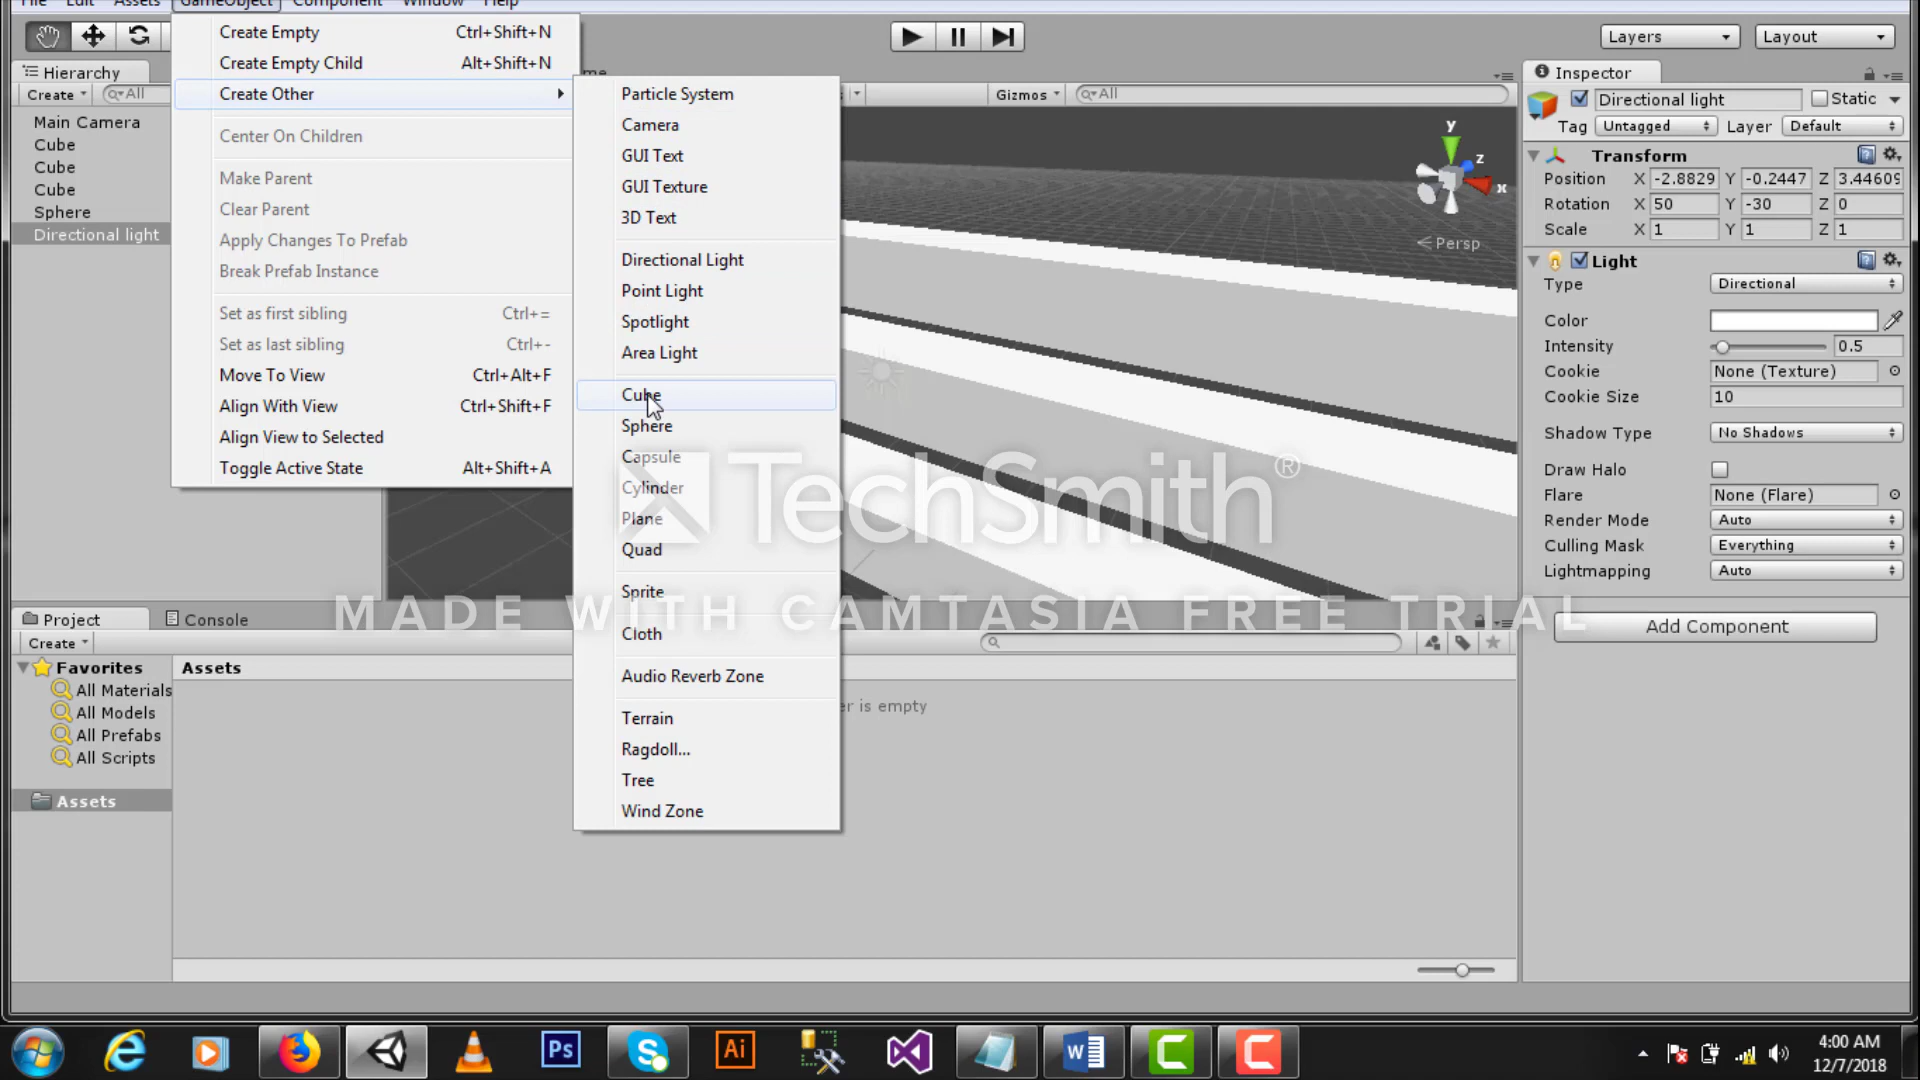 File Edit Assets GameObject Component Window Help
Layers Layout
Create Empty Ctrl+Shift+N
Create Empty Child Alt+Shift+N
Create Other
Center On Children
Make Parent
Clear Parent
Apply Changes To Prefab
Break Prefab Instance
Set as first sibling Ctrl+=
Set as last sibling Ctrl+-
Move To View Ctrl+Alt+F
Align With View Ctrl+Shift+F
Align View to Selected
Toggle Active State Alt+Shift+A
Particle System
Camera
GUI Text
GUI Texture
3D Text
Directional Light
Point Light
Spotlight
Area Light
Cube
Sphere
Capsule
Cylinder
Plane
Quad
Sprite
Cloth
Audio Reverb Zone
Terrain
Ragdoll...
Tree
Wind Zone
Hierarchy
Create All
Main Camera
Cube
Cube
Cube
Sphere
Directional light
Gizmos All
y
z
x
Persp
Inspector
Directional light Static
Tag Untagged Layer Default
Transform
Position X -2.8829 Y -0.2447 Z 3.44609
Rotation X 50 Y -30 Z 0
Scale X 1 Y 1 Z 1
Light
Type Directional
Color
Intensity 0.5
Cookie None (Texture)
Cookie Size 10
Shadow Type No Shadows
Draw Halo
Flare None (Flare)
Render Mode Auto
Culling Mask Everything
Lightmapping Auto
Add Component
TechSmith®
MADE WITH CAMTASIA FREE TRIAL
Project Console
Create
Favorites
All Materials
All Models
All Prefabs
All Scripts
Assets
Assets
is empty
Ps
Ai
4:00 AM
12/7/2018